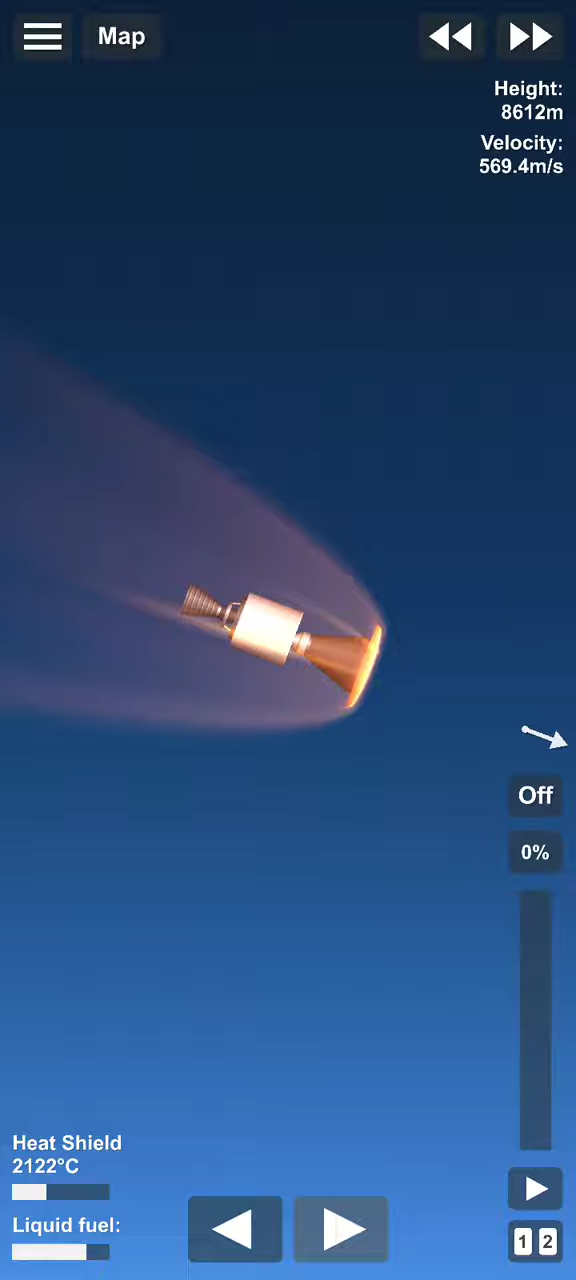 Map
Height:
8612m
Velocity:
569.4m/s
Off
0%
Heat Shield
2122°C
Liquid fuel:
1 2